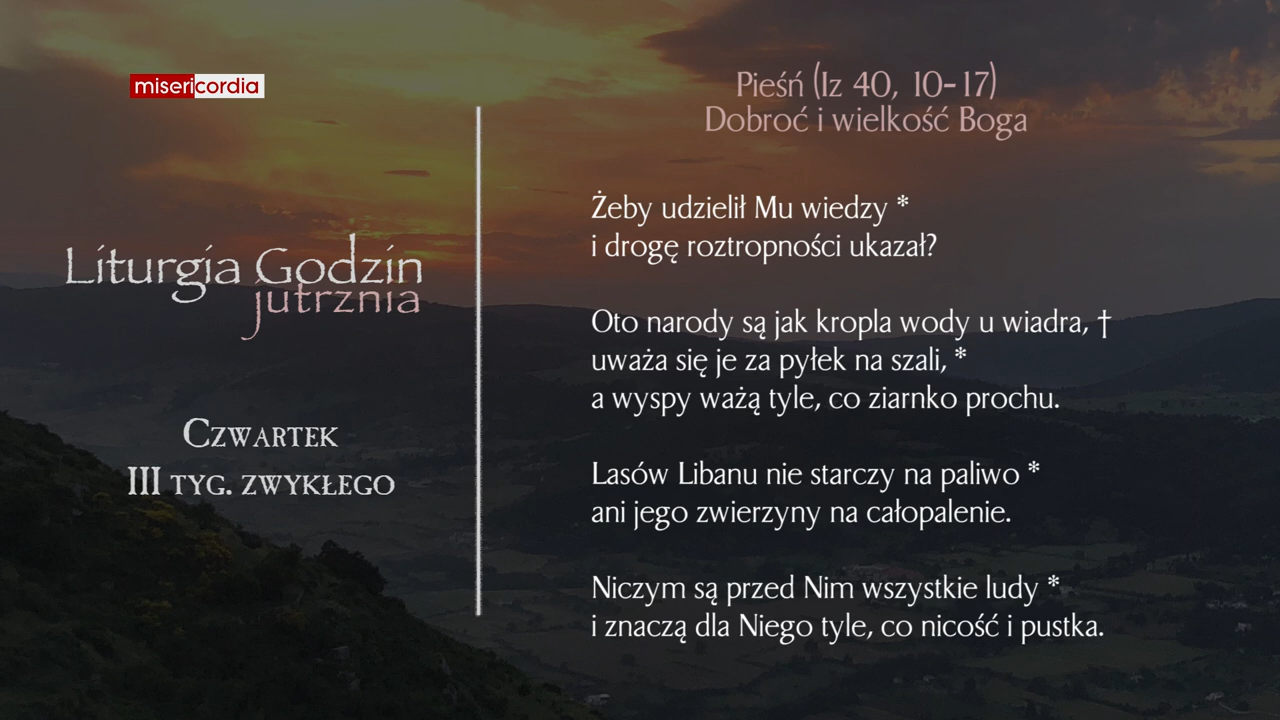 misericordia
Liturgia Godzin
jutrznia
Czwartek
III tyg. zwykłego
Pieśń (Iz 40, 10-17)
Dobroć i wielkość Boga
Żeby udzielił Mu wiedzy *
i drogę roztropności ukazał?
Oto narody są jak kropla wody u wiadra, †
uważa się je za pyłek na szali, *
a wyspy ważą tyle, co ziarnko prochu.
Lasów Libanu nie starczy na paliwo *
ani jego zwierzyny na całopalenie.
Niczym są przed Nim wszystkie ludy *
i znaczą dla Niego tyle, co nicość i pustka.